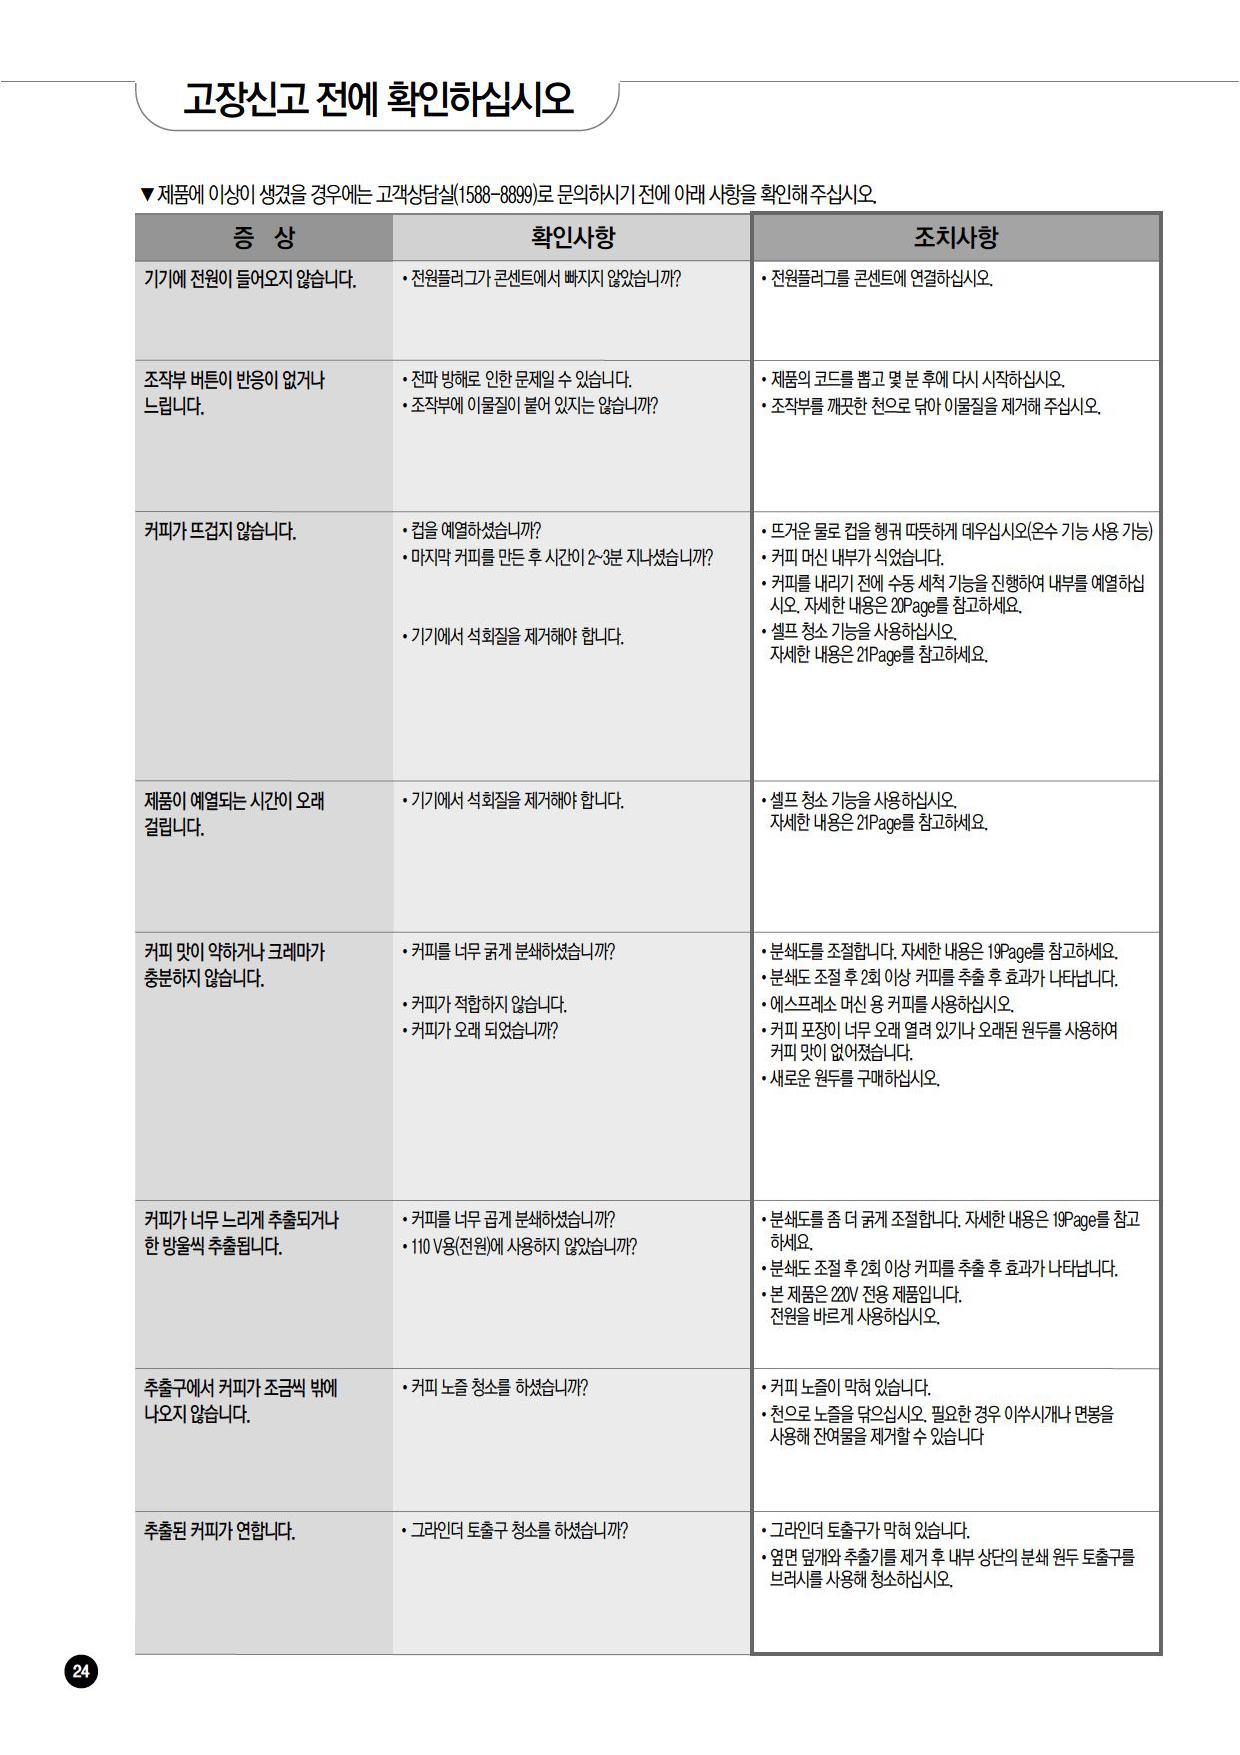 고장신고 전에 확인하십시오
▼ 제품에 이상이 생겼을 경우에는 고객상담실(1588-8899)로 문의하시기 전에 아래 사항을 확인해 주십시오.
증 상
확인사항
조치사항
기기에 전원이 들어오지 않습니다.
• 전원플러그가 콘센트에서 빠지지 않았습니까?
• 전원플러그를 콘센트에 연결하십시오.
조작부 버튼이 반응이 없거나
느립니다.
• 전파 방해로 인한 문제일 수 있습니다.
• 조작부에 이물질이 붙어 있지는 않습니까?
• 제품의 코드를 뽑고 몇 분 후에 다시 시작하십시오.
• 조작부를 깨끗한 천으로 닦아 이물질을 제거해 주십시오.
커피가 뜨겁지 않습니다.
• 컵을 예열하셨습니까?
• 마지막 커피를 만든 후 시간이 2~3분 지나셨습니까?
• 기기에서 석회질을 제거해야 합니다.
• 뜨거운 물로 컵을 헹궈 따뜻하게 데우십시오(온수 기능 사용 가능)
• 커피 머신 내부가 식었습니다.
• 커피를 내리기 전에 수동 세척 기능을 진행하여 내부를 예열하십
시오. 자세한 내용은 20Page를 참고하세요.
• 셀프 청소 기능을 사용하십시오.
자세한 내용은 21Page를 참고하세요.
제품이 예열되는 시간이 오래
걸립니다.
• 기기에서 석회질을 제거해야 합니다.
• 셀프 청소 기능을 사용하십시오.
자세한 내용은 21Page를 참고하세요.
커피 맛이 약하거나 크레마가
충분하지 않습니다.
• 커피를 너무 굵게 분쇄하셨습니까?
• 커피가 적합하지 않습니다.
• 커피가 오래 되었습니까?
• 분쇄도를 조절합니다. 자세한 내용은 19Page를 참고하세요.
• 분쇄도 조절 후 2회 이상 커피를 추출 후 효과가 나타납니다.
• 에스프레소 머신 용 커피를 사용하십시오.
• 커피 포장이 너무 오래 열려 있기나 오래된 원두를 사용하여
커피 맛이 없어졌습니다.
• 새로운 원두를 구매하십시오.
커피가 너무 느리게 추출되거나
한 방울씩 추출됩니다.
• 커피를 너무 곱게 분쇄하셨습니까?
• 110 V용(전원)에 사용하지 않았습니까?
• 분쇄도를 좀 더 굵게 조절합니다. 자세한 내용은 19Page를 참고
하세요.
• 분쇄도 조절 후 2회 이상 커피를 추출 후 효과가 나타납니다.
• 본 제품은 220V 전용 제품입니다.
전원을 바르게 사용하십시오.
추출구에서 커피가 조금씩 밖에
나오지 않습니다.
• 커피 노즐 청소를 하셨습니까?
• 커피 노즐이 막혀 있습니다.
• 천으로 노즐을 닦으십시오. 필요한 경우 이쑤시개나 면봉을
사용해 잔여물을 제거할 수 있습니다
추출된 커피가 연합니다.
• 그라인더 토출구 청소를 하셨습니까?
• 그라인더 토출구가 막혀 있습니다.
• 옆면 덮개와 추출기를 제거 후 내부 상단의 분쇄 원두 토출구를
브러시를 사용해 청소하십시오.
24